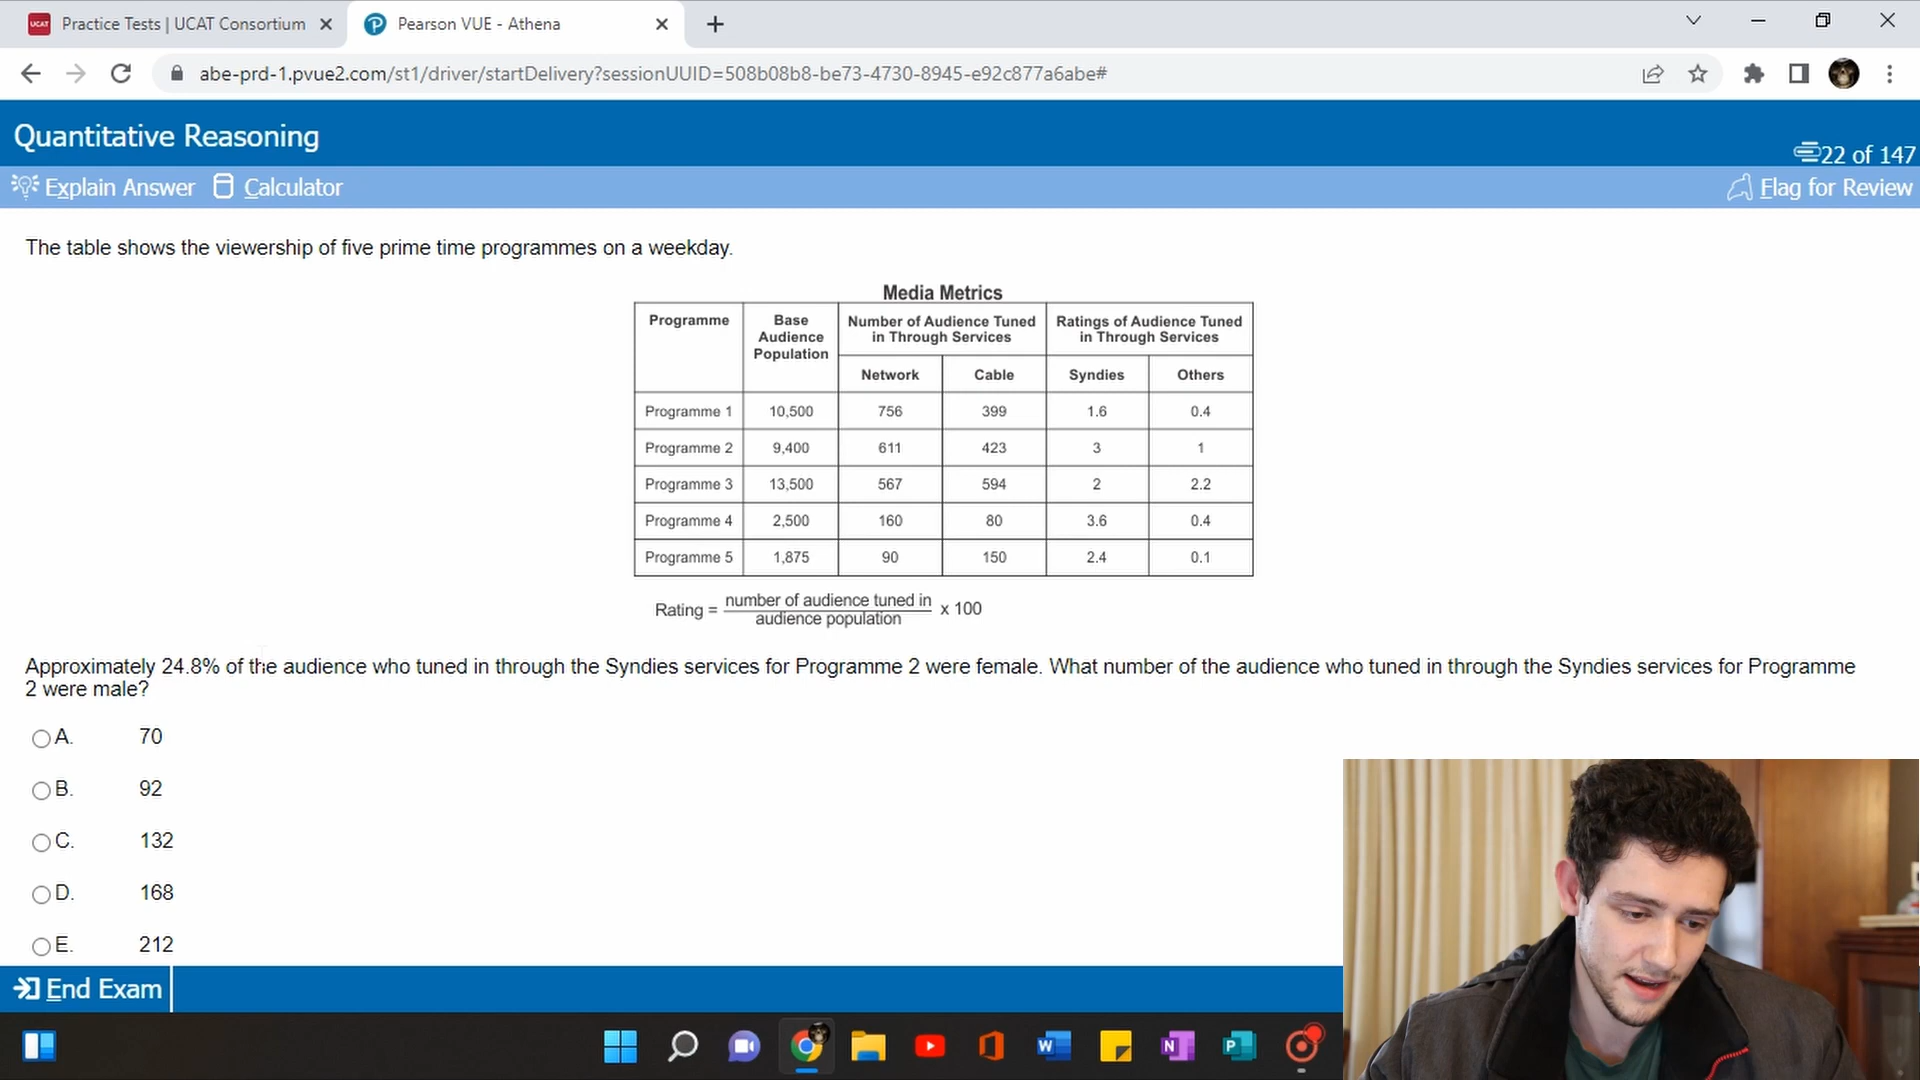 Practice Tests | UCAT Consortium
Pearson VUE - Athena
abe-prd-1.pvue2.com/st1/driver/startDelivery?sessionUUID=508b08b8-be73-4730-8945-e92c877a6abe#
Quantitative Reasoning
22 of 147
Explain Answer Calculator
Flag for Review
The table shows the viewership of five prime time programmes on a weekday.
Media Metrics
Programme Base Audience Population Number of Audience Tuned in Through Services Ratings of Audience Tuned in Through Services
Network Cable Syndies Others
Programme 1 10,500 756 399 1.6 0.4
Programme 2 9,400 611 423 3 1
Programme 3 13,500 567 594 2 2.2
Programme 4 2,500 160 80 3.6 0.4
Programme 5 1,875 90 150 2.4 0.1
Rating = number of audience tuned in / audience population x 100
Approximately 24.8% of the audience who tuned in through the Syndies services for Programme 2 were female. What number of the audience who tuned in through the Syndies services for Programme
2 were male?
A. 70
B. 92
C. 132
D. 168
E. 212
End Exam